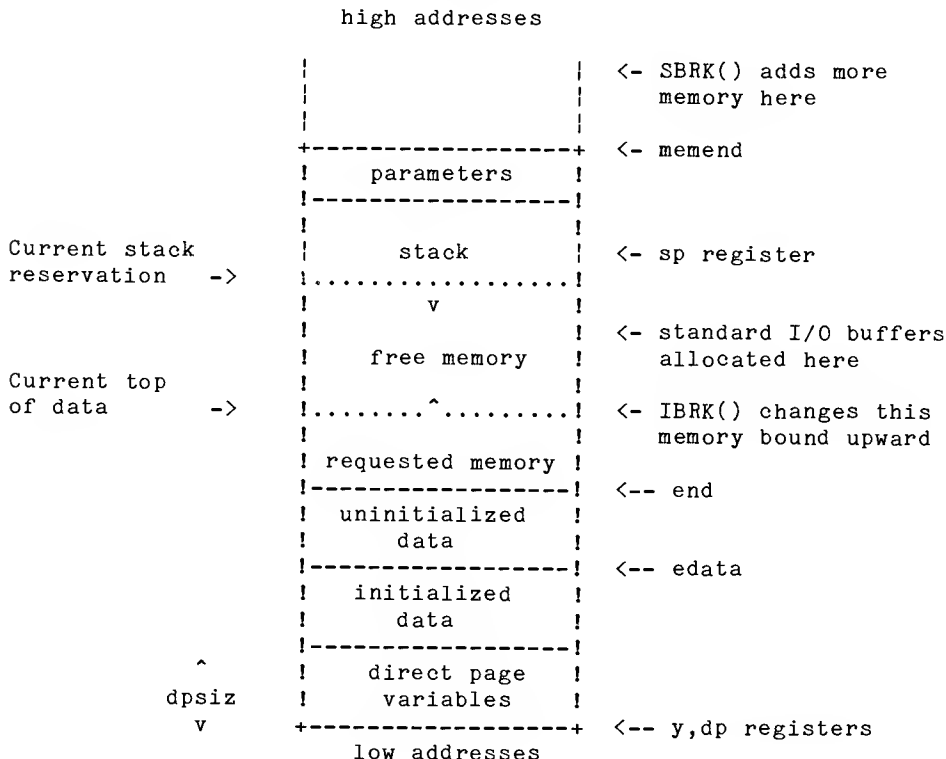 high addresses
<- SBRK() adds more
memory here
<- memend
parameters
Current stack
reservation ->
stack
<- sp register
v
<- standard I/O buffers
allocated here
free memory
Current top
of data ->
^
<- IBRK() changes this
memory bound upward
requested memory
<-- end
uninitialized
data
<-- edata
initialized
data
^
dpsiz
v
direct page
variables
<-- y,dp registers
low addresses